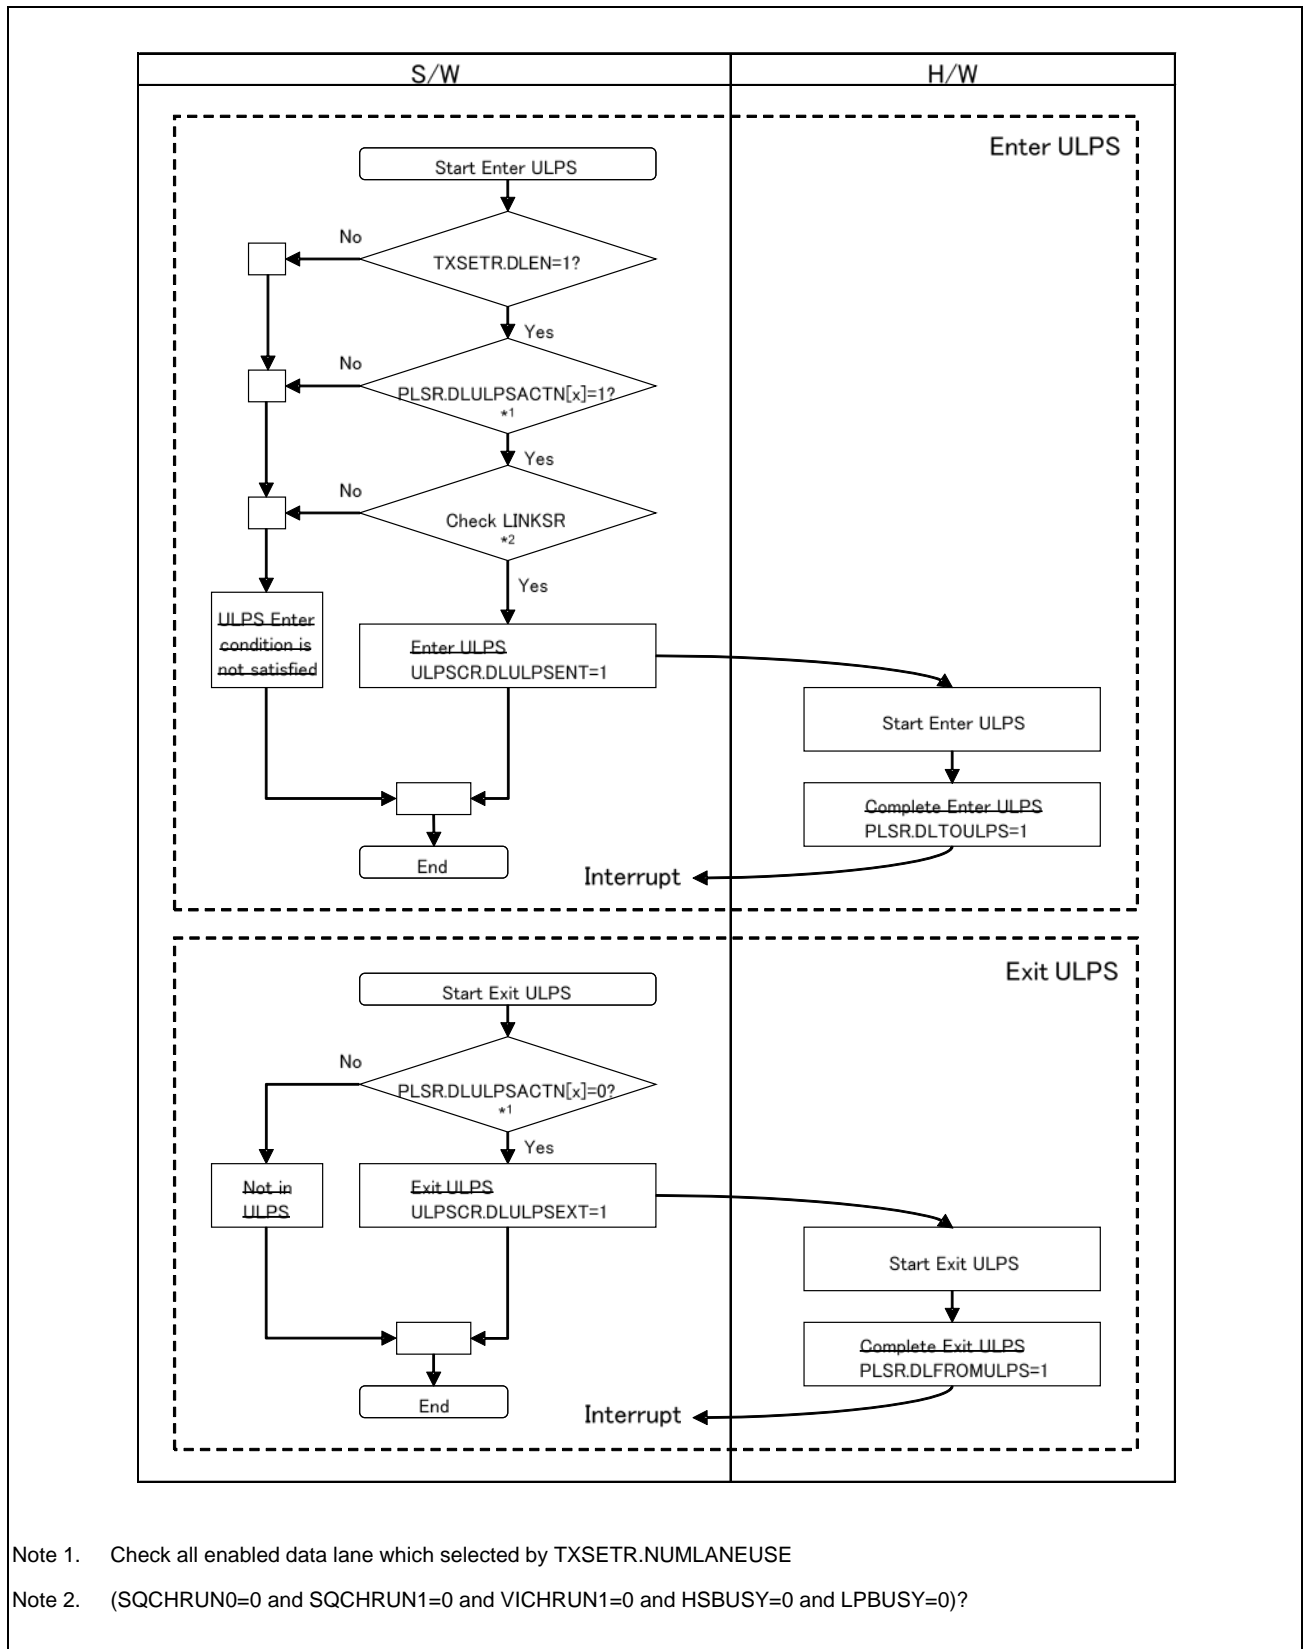 S/W
H/W
Enter ULPS
Start Enter ULPS
No
TXSETR.DLEN=1?
Yes
No
PLSR.DLULPSACTN[x]=1?
*1
Yes
No
Check LINKSR
*2
Yes
ULPS Enter
condition is
not satisfied
Enter ULPS
ULPSCR.DLULPSENT=1
Start Enter ULPS
Complete Enter ULPS
PLSR.DLTOULPS=1
End
Interrupt
Exit ULPS
Start Exit ULPS
No
PLSR.DLULPSACTN[x]=0?
*1
Yes
Not in
ULPS
Exit ULPS
ULPSCR.DLULPSEXT=1
Start Exit ULPS
Complete Exit ULPS
PLSR.DLFROMULPS=1
End
Interrupt
Note 1. Check all enabled data lane which selected by TXSETR.NUMLANEUSE
Note 2. (SQCHRUN0=0 and SQCHRUN1=0 and VICHRUN1=0 and HSBUSY=0 and LPBUSY=0)?